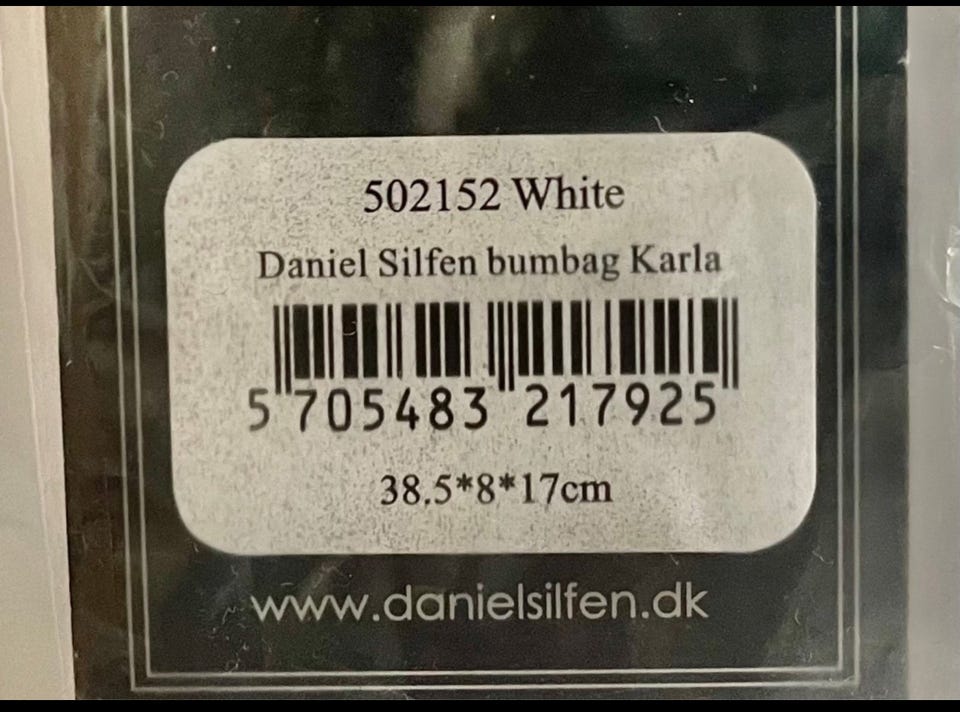 502152 White
Daniel Silfen bumbag Karla
5 705483 217925
38.5*8*17cm
www.danielsilfen.dk